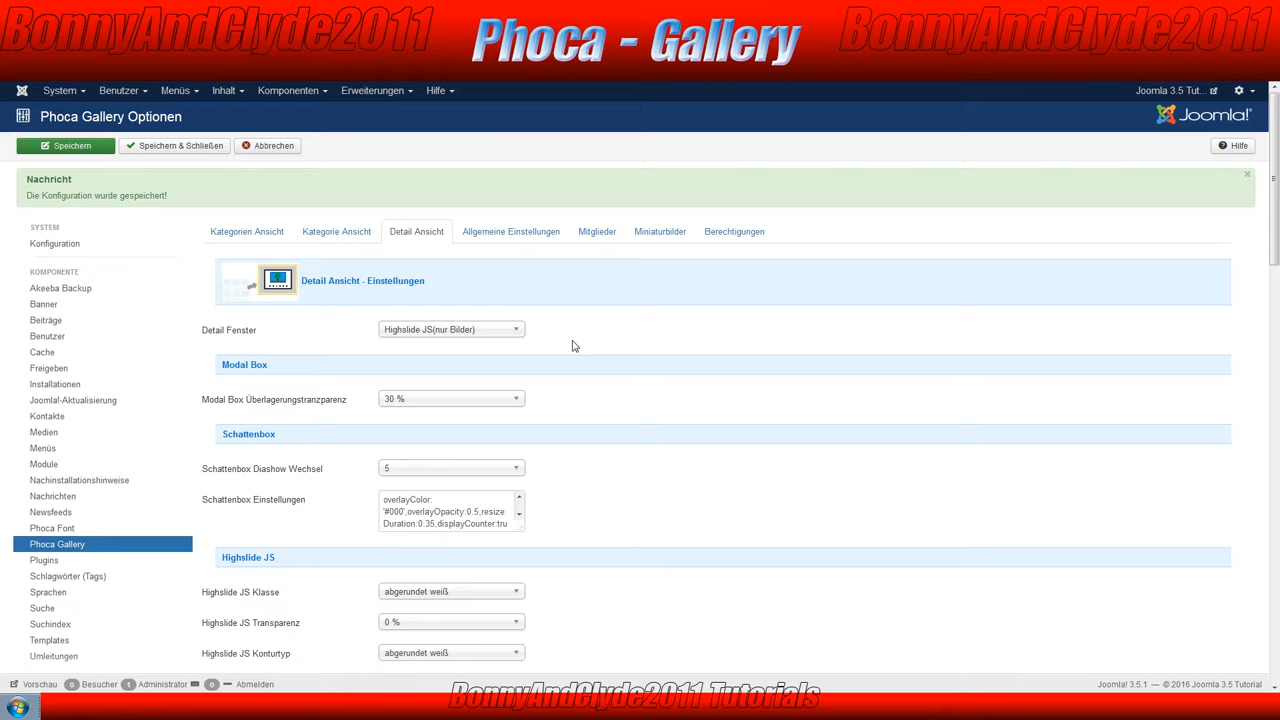 BonnyAndClyde2011
Phoca - Gallery
BonnyAndClyde2011
System Benutzer Menüs Inhalt Komponenten Erweiterungen Hilfe Joomla 3.5 Tut...
Phoca Gallery Optionen
Joomla!
Speichern Speichern & Schließen Abbrechen Hilfe
Nachricht
Die Konfiguration wurde gespeichert!
SYSTEM
Konfiguration
KOMPONENTE
Akeeba Backup
Banner
Beiträge
Benutzer
Cache
Freigeben
Installationen
Joomla!-Aktualisierung
Kontakte
Medien
Menüs
Module
Nachinstallationshinweise
Nachrichten
Newsfeeds
Phoca Font
Phoca Gallery
Plugins
Schlagwörter (Tags)
Sprachen
Suche
Suchindex
Templates
Umleitungen
Kategorien Ansicht Kategorie Ansicht Detail Ansicht Allgemeine Einstellungen Mitglieder Miniaturbilder Berechtigungen
Detail Ansicht - Einstellungen
Detail Fenster Highslide JS(nur Bilder)
Modal Box
Modal Box Überlagerungstranzparenz 30 %
Schattenbox
Schattenbox Diashow Wechsel 5
Schattenbox Einstellungen
overlayColor:
'#000',overlayOpacity:0.5,resize
Duration:0.35,displayCounter:tru
Highslide JS
Highslide JS Klasse abgerundet weiß
Highslide JS Transparenz 0 %
Highslide JS Konturtyp abgerundet weiß
Vorschau 0 Besucher 1 Administrator 0 Abmelden
Joomla! 3.5.1 — © 2016 Joomla 3.5 Tutorial
BonnyAndClyde2011 Tutorials